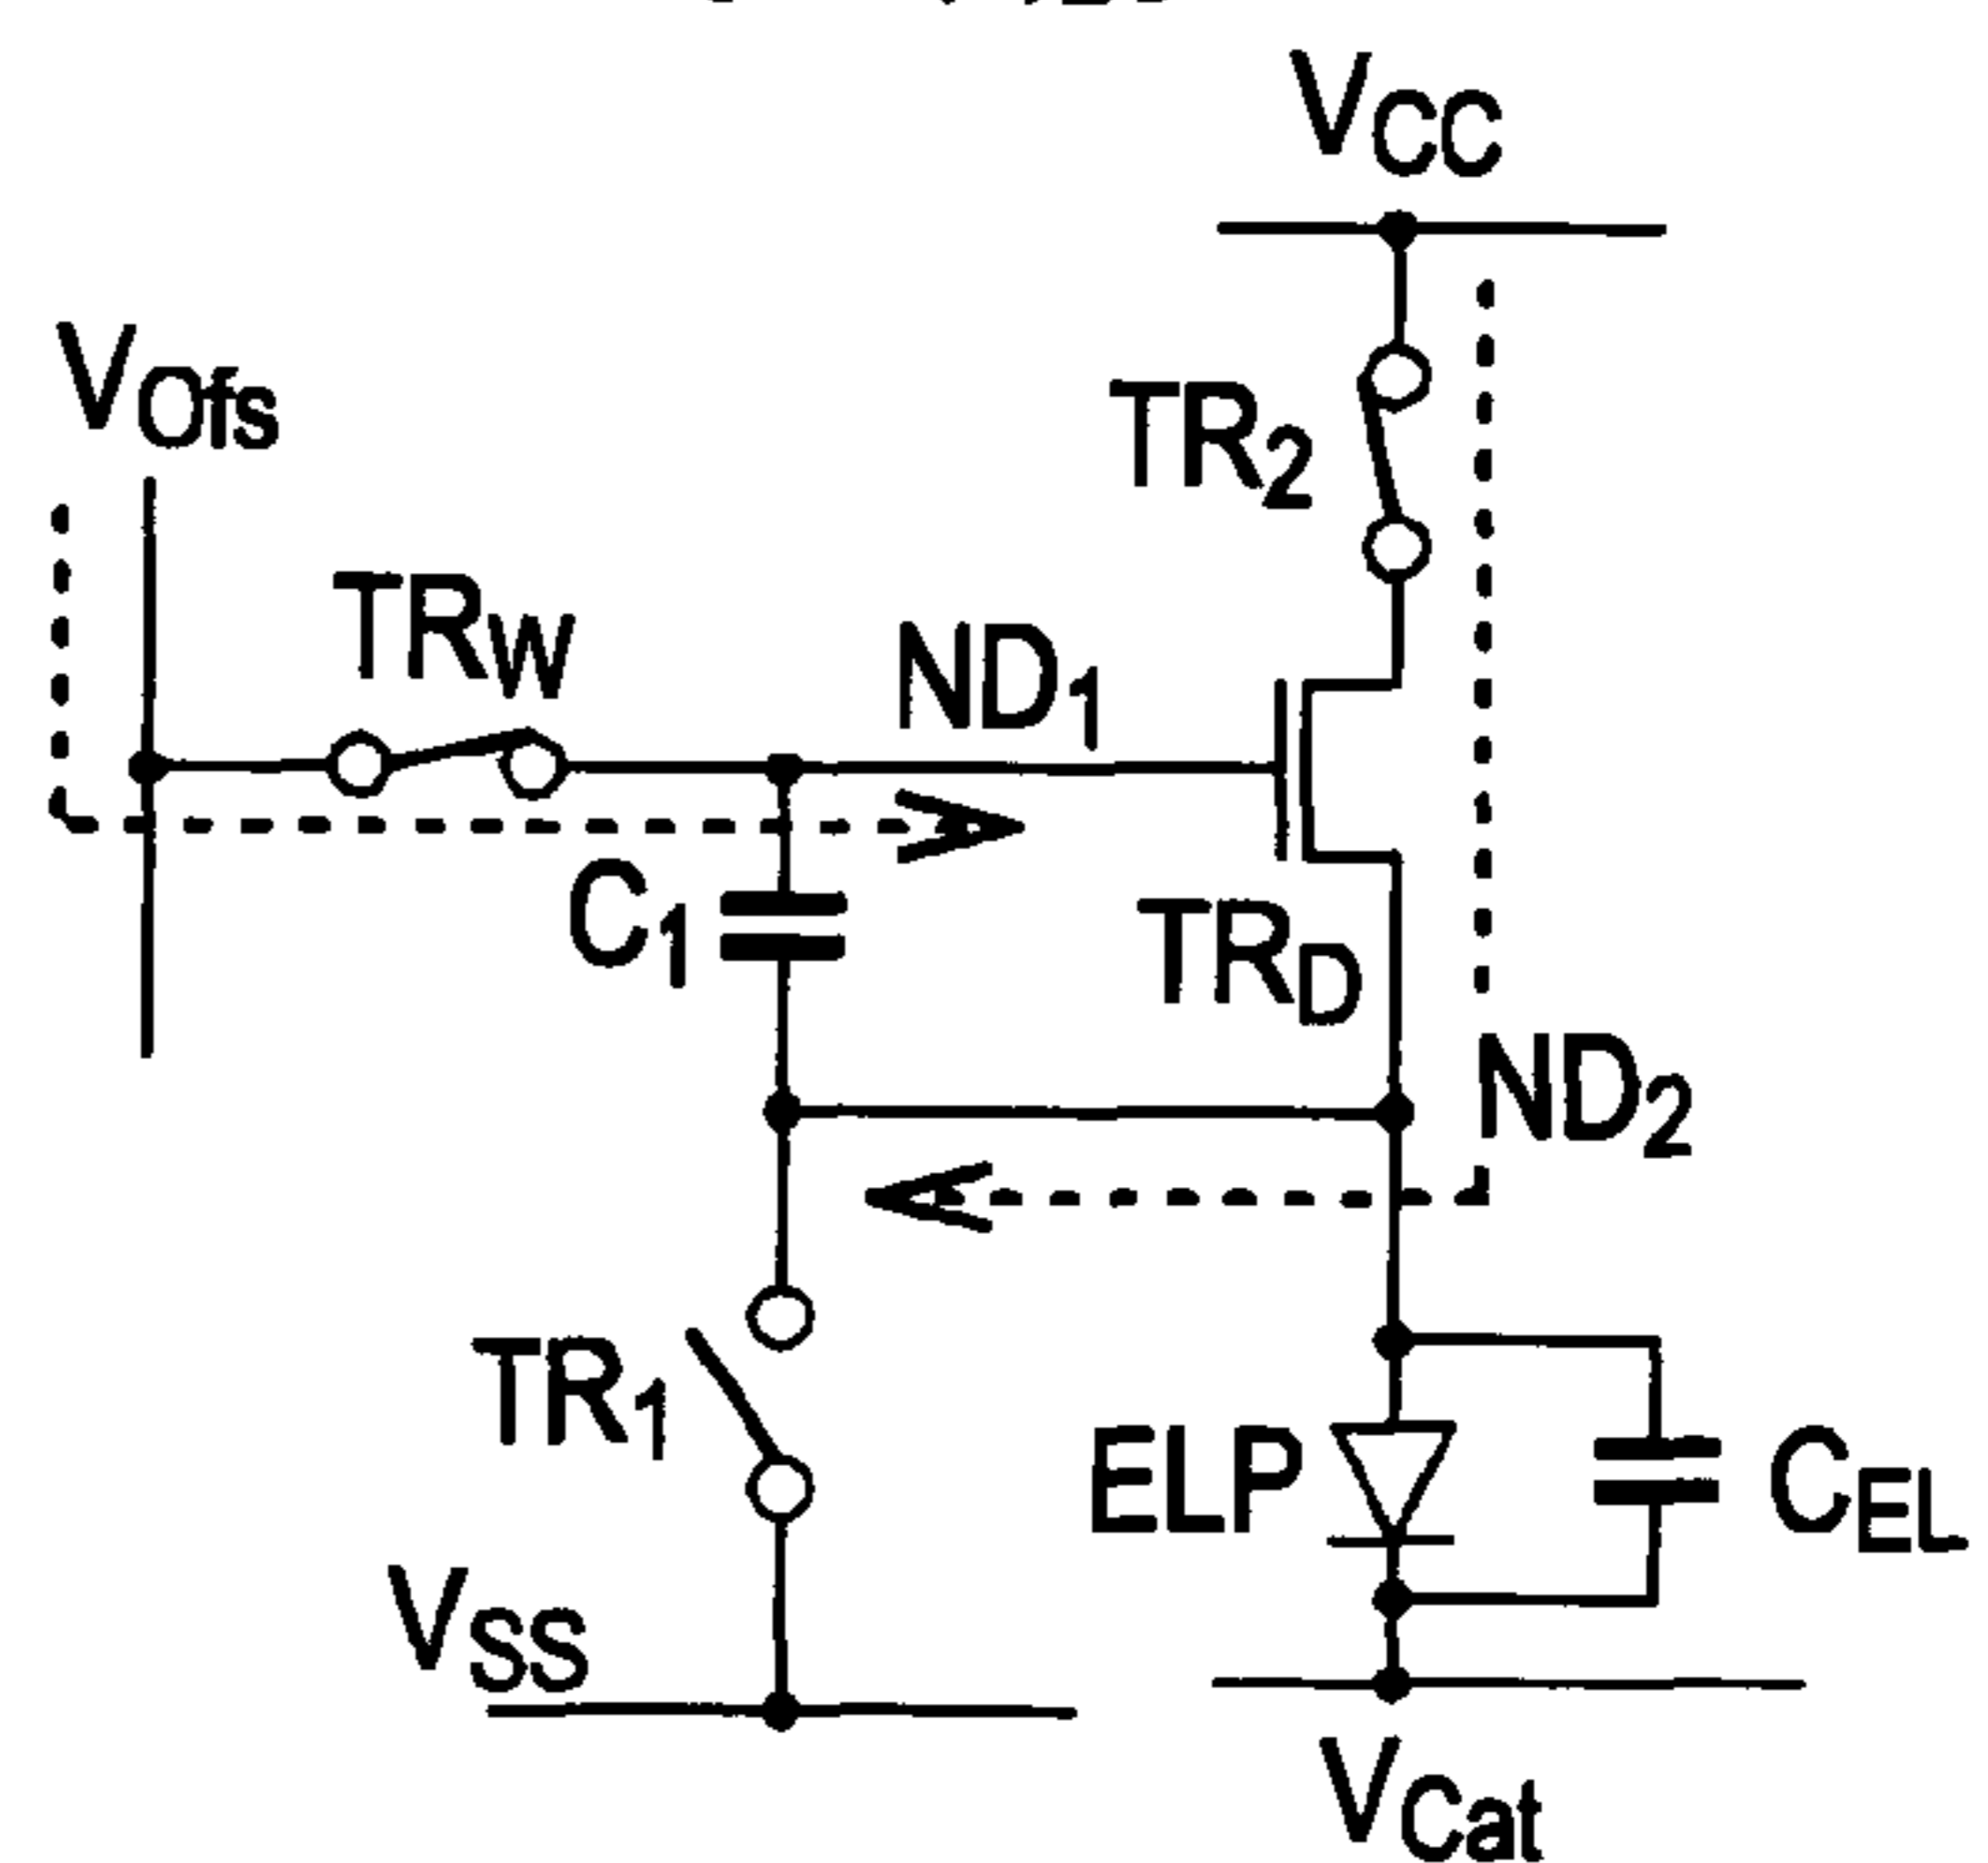 VCC
VOfs
TR2
TRW
ND1
C1
TRD
ND2
TR1
ELP
CEL
VSS
VCat